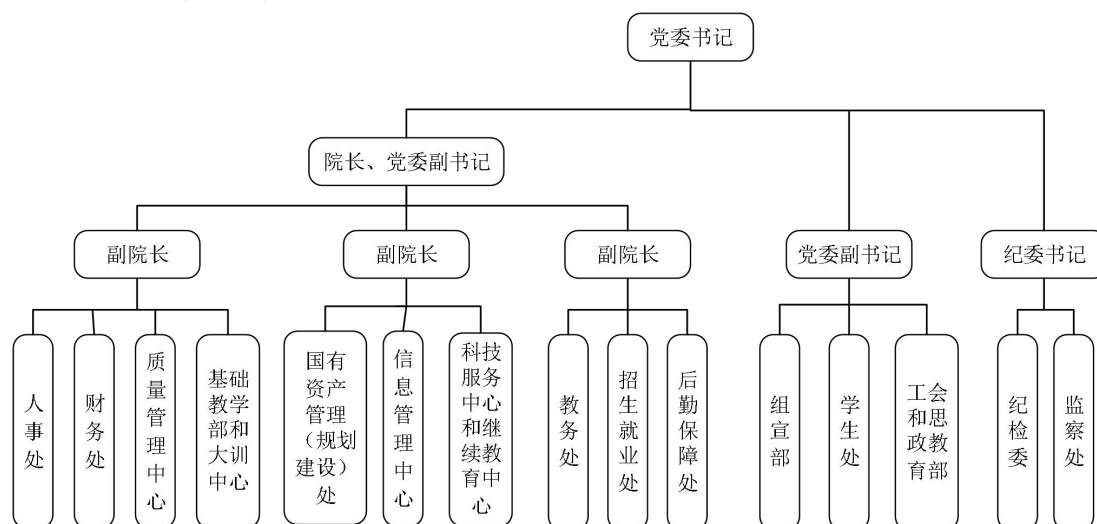 党委书记
院长、党委副书记
副院长
副院长
副院长
党委副书记
纪委书记
人事处
财务处
质量管理中心
基础
教学
部和
大训
中心
国有
资产
管理
（规划
建设）
处
信息管理中心
科技
服务
中心
和继
续教
育中
心
教务处
招生就业处
后勤保障处
组宣部
学生处
工会
和思
政教
育部
纪检委
监察处